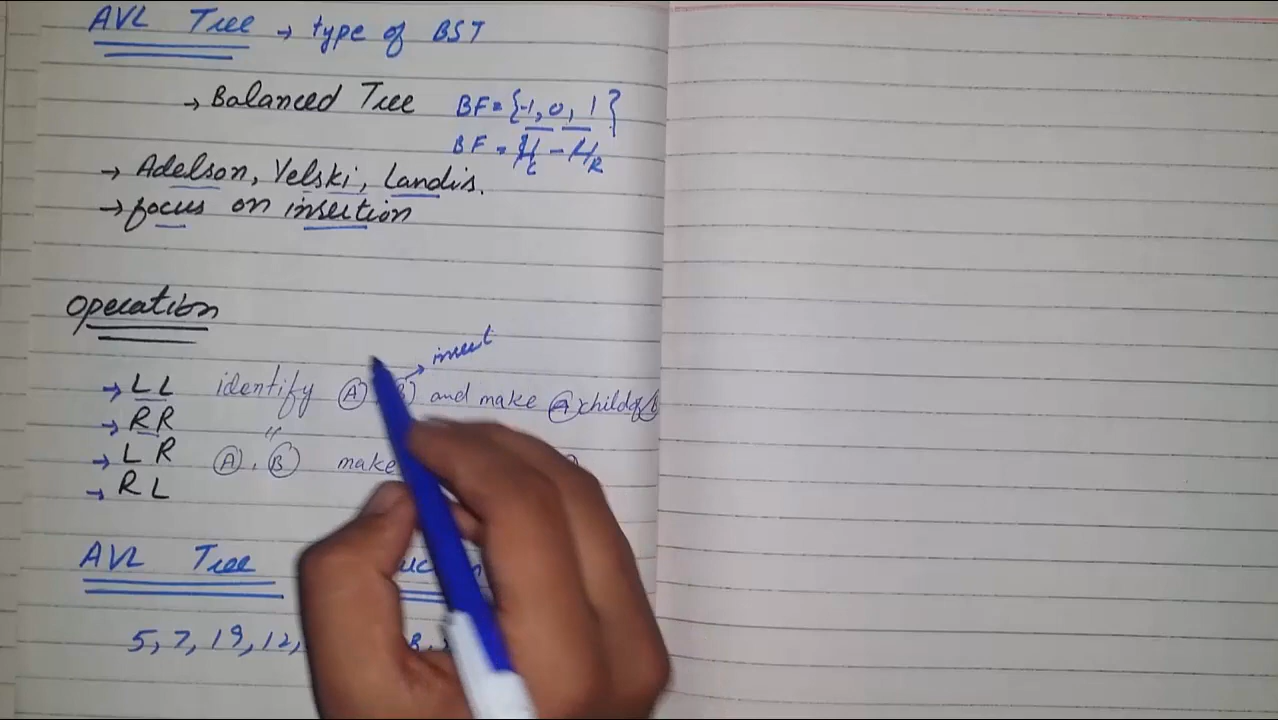 AVL Tree → type of BST
→ Balanced Tree BF = {-1, 0, 1}
BF = HL - HR
→ Adelson, Velski, Landis.
→ focus on insertion
Operation
insert
→ LL identify (A) (B) and make (A) child of (B)
→ RR "
→ LR (A), (B) make
→ RL
AVL Tree
5, 7, 19, 12,